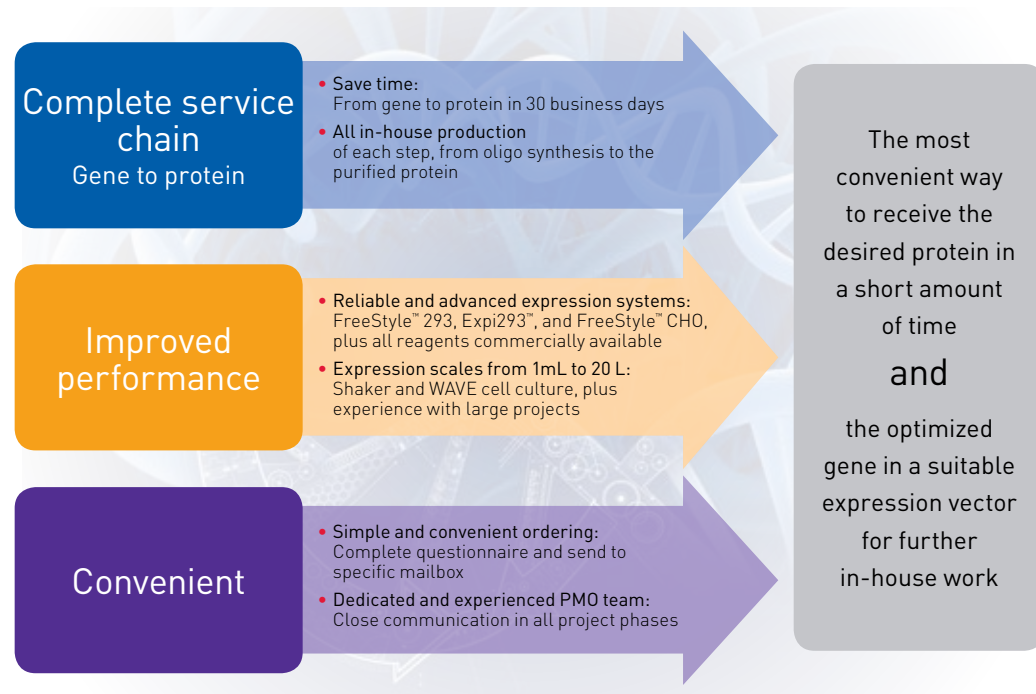 Complete service
chain
Gene to protein
• Save time:
From gene to protein in 30 business days
• All in-house production
of each step, from oligo synthesis to the
purified protein
Improved
performance
• Reliable and advanced expression systems:
FreeStyle™ 293, Expi293™, and FreeStyle™ CHO,
plus all reagents commercially available
• Expression scales from 1mL to 20 L:
Shaker and WAVE cell culture, plus
experience with large projects
Convenient
• Simple and convenient ordering:
Complete questionnaire and send to
specific mailbox
• Dedicated and experienced PMO team:
Close communication in all project phases
The most
convenient way
to receive the
desired protein in
a short amount
of time
and
the optimized
gene in a suitable
expression vector
for further
in-house work